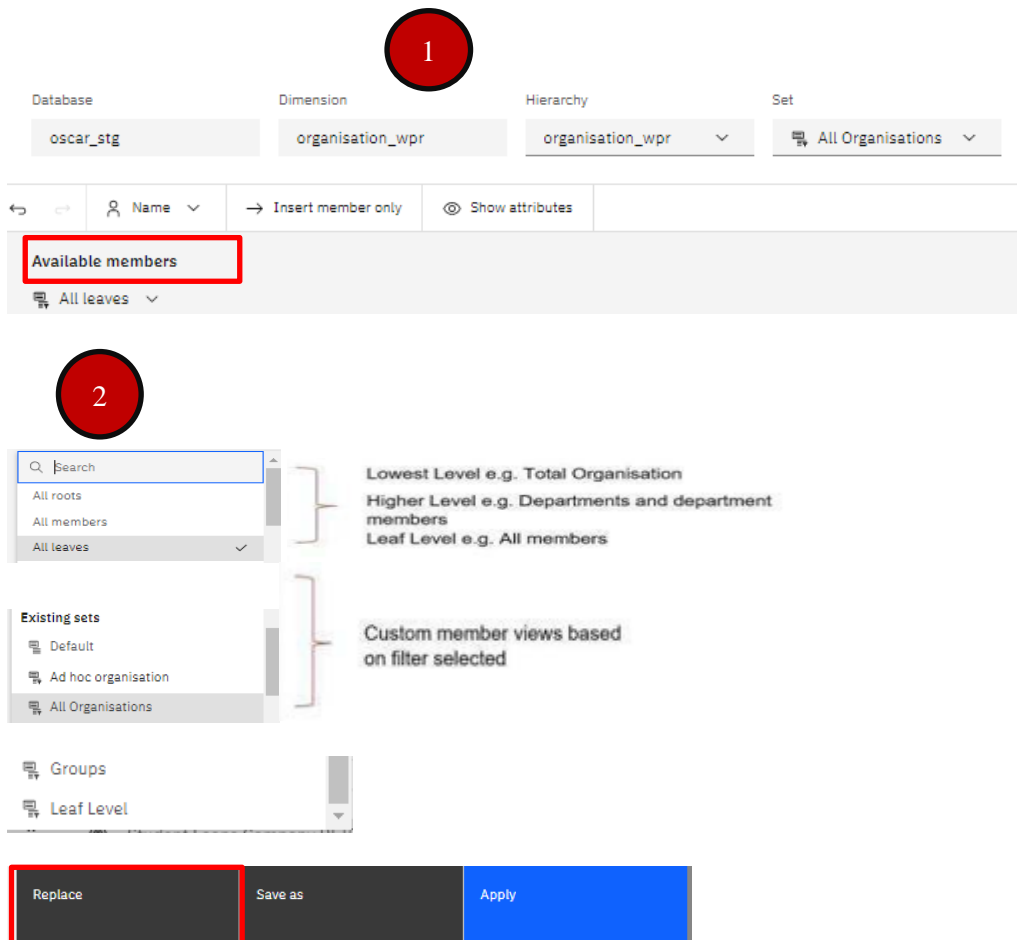 1
Database Dimension Hierarchy Set
oscar_stg organisation_wpr organisation_wpr All Organisations
Name Insert member only Show attributes
Available members
All leaves
2
Search
All roots
All members
All leaves
Lowest Level e.g. Total Organisation
Higher Level e.g. Departments and department
members
Leaf Level e.g. All members
Existing sets
Default
Ad hoc organisation
All Organisations
Custom member views based
on filter selected
Groups
Leaf Level
Replace Save as Apply